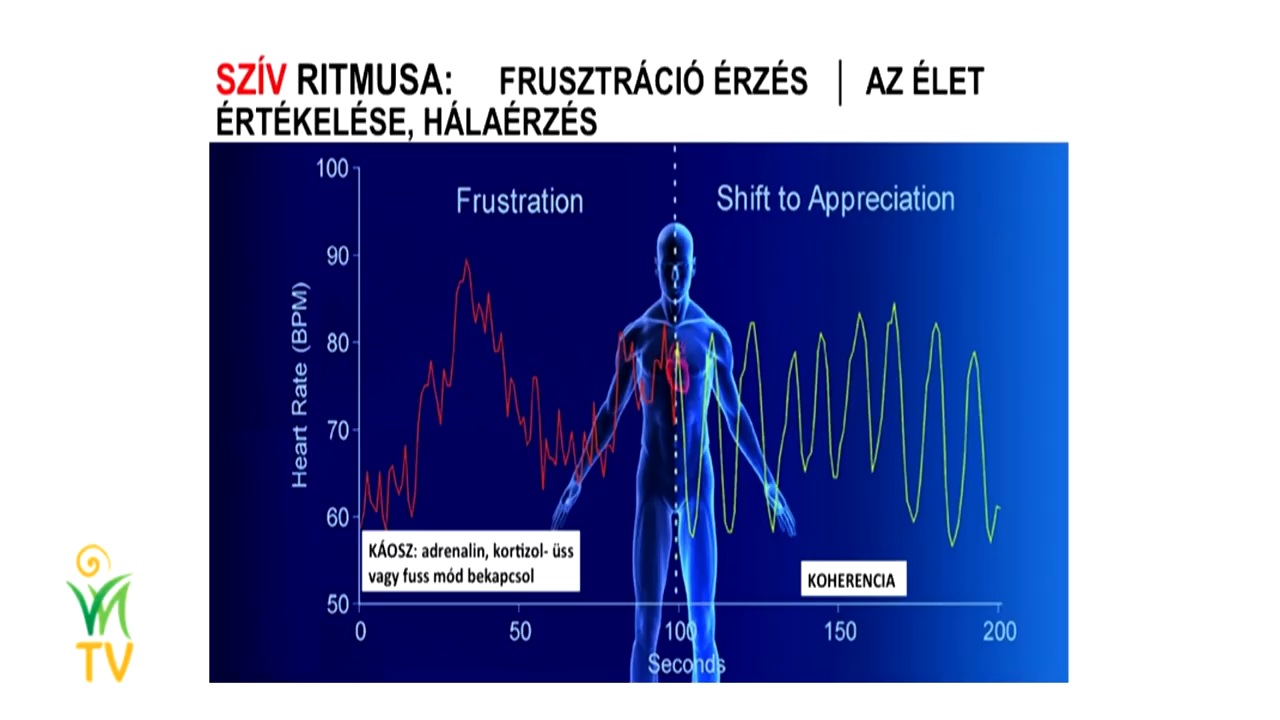 SZÍV RITMUSA: FRUSZTRÁCIÓ ÉRZÉS | AZ ÉLET
ÉRTÉKELÉSE, HÁLAÉRZÉS
Frustration
Shift to Appreciation
Heart Rate (BPM)
100
90
80
70
60
50
KÁOSZ: adrenalin, kortizol- üss
vagy fuss mód bekapcsol
KOHERENCIA
0 50 100 150 200
Seconds
TV